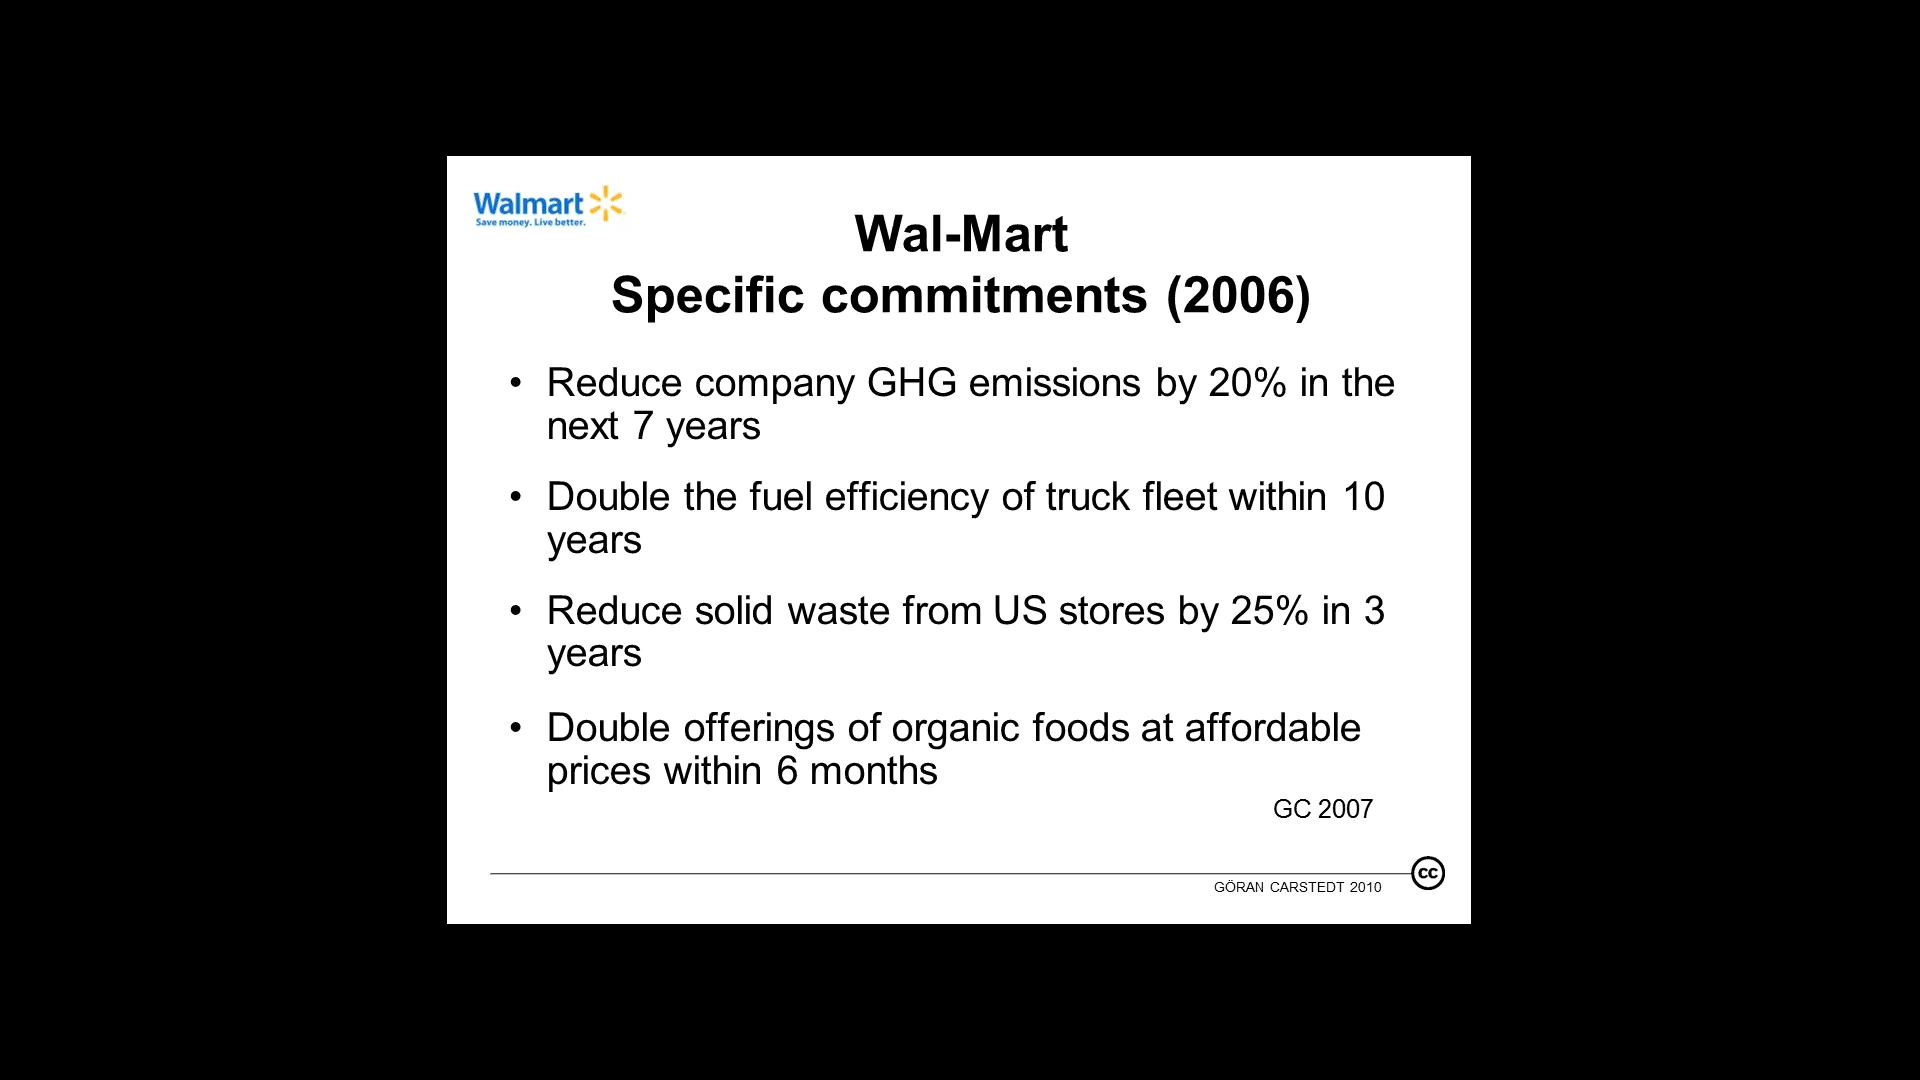 Walmart
Save money. Live better.
Wal-Mart
Specific commitments (2006)
• Reduce company GHG emissions by 20% in the
next 7 years
• Double the fuel efficiency of truck fleet within 10
years
• Reduce solid waste from US stores by 25% in 3
years
• Double offerings of organic foods at affordable
prices within 6 months
GC 2007
cc
GÖRAN CARSTEDT 2010